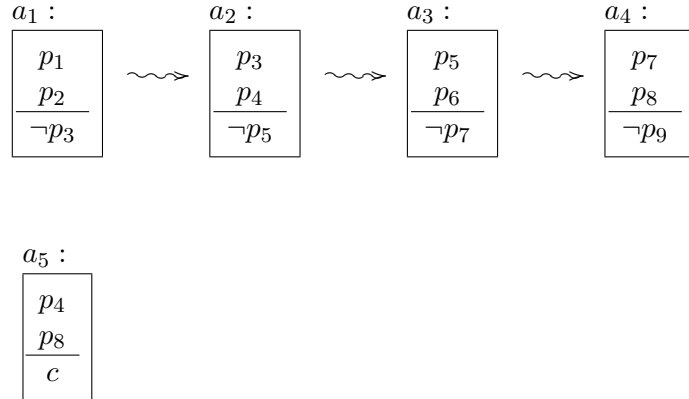 a₁ : a₂ : a₃ : a₄ :
p₁ p₃ p₅ p₇
p₂ p₄ p₆ p₈
¬p₃ ¬p₅ ¬p₇ ¬p₉
a₅ :
p₄
p₈
c